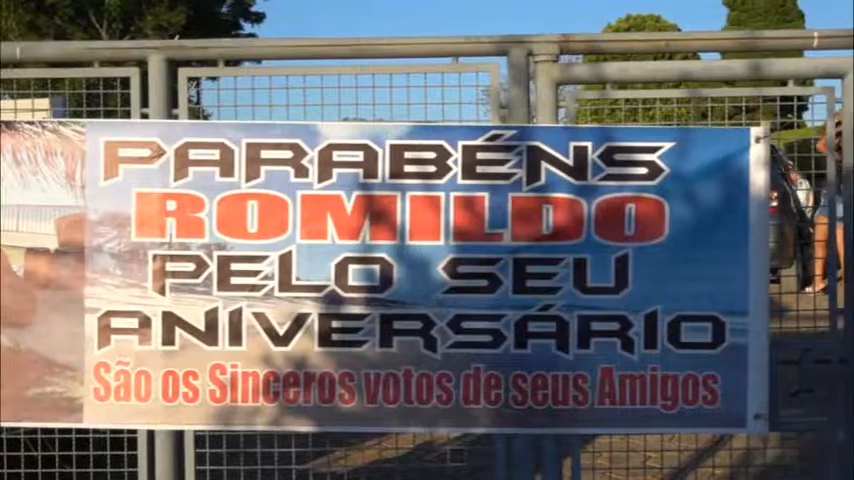 PARABÉNS
ROMILDO
PELO SEU
ANIVERSÁRIO
São os Sinceros votos de seus Amigos